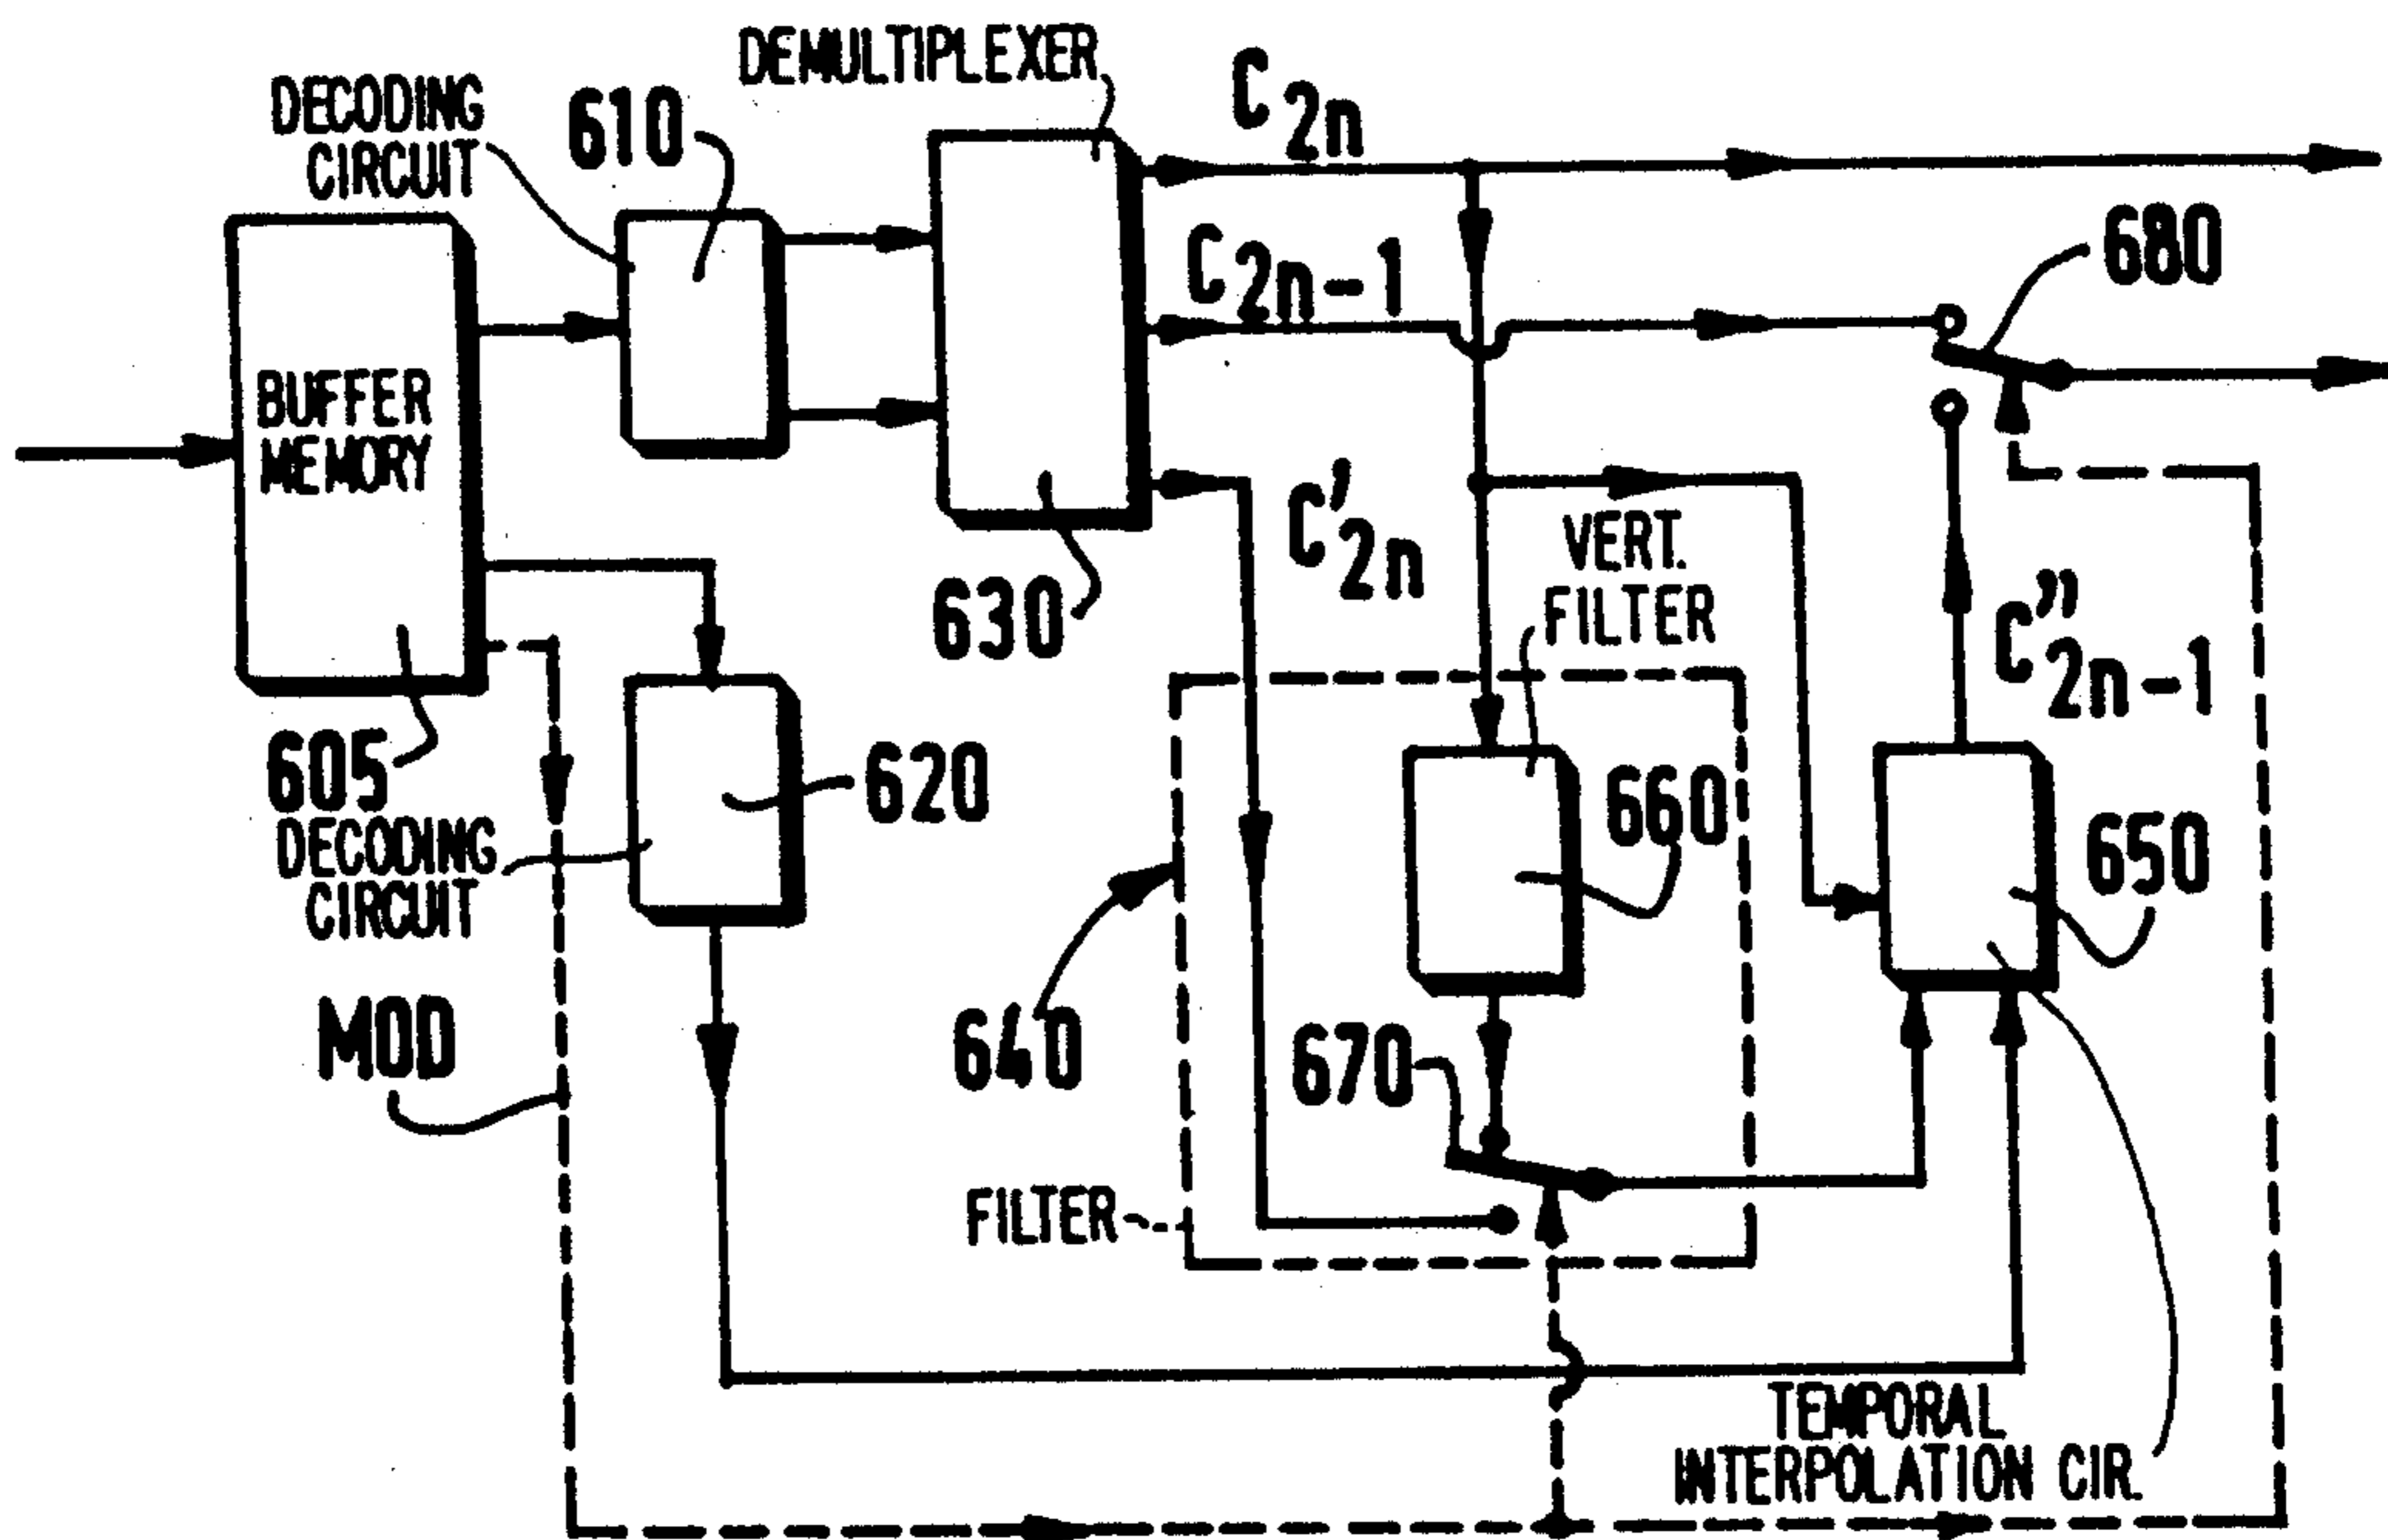 DEMULTIPLEXER
DECODING
CIRCUIT
610
C2n
C2n-1
680
BUFFER
MEMORY
C'2n
VERT.
FILTER
630
C"2n-1
605
620
660
650
DECODING
CIRCUIT
MOD
640
670
FILTER
TEMPORAL
INTERPOLATION CIR.